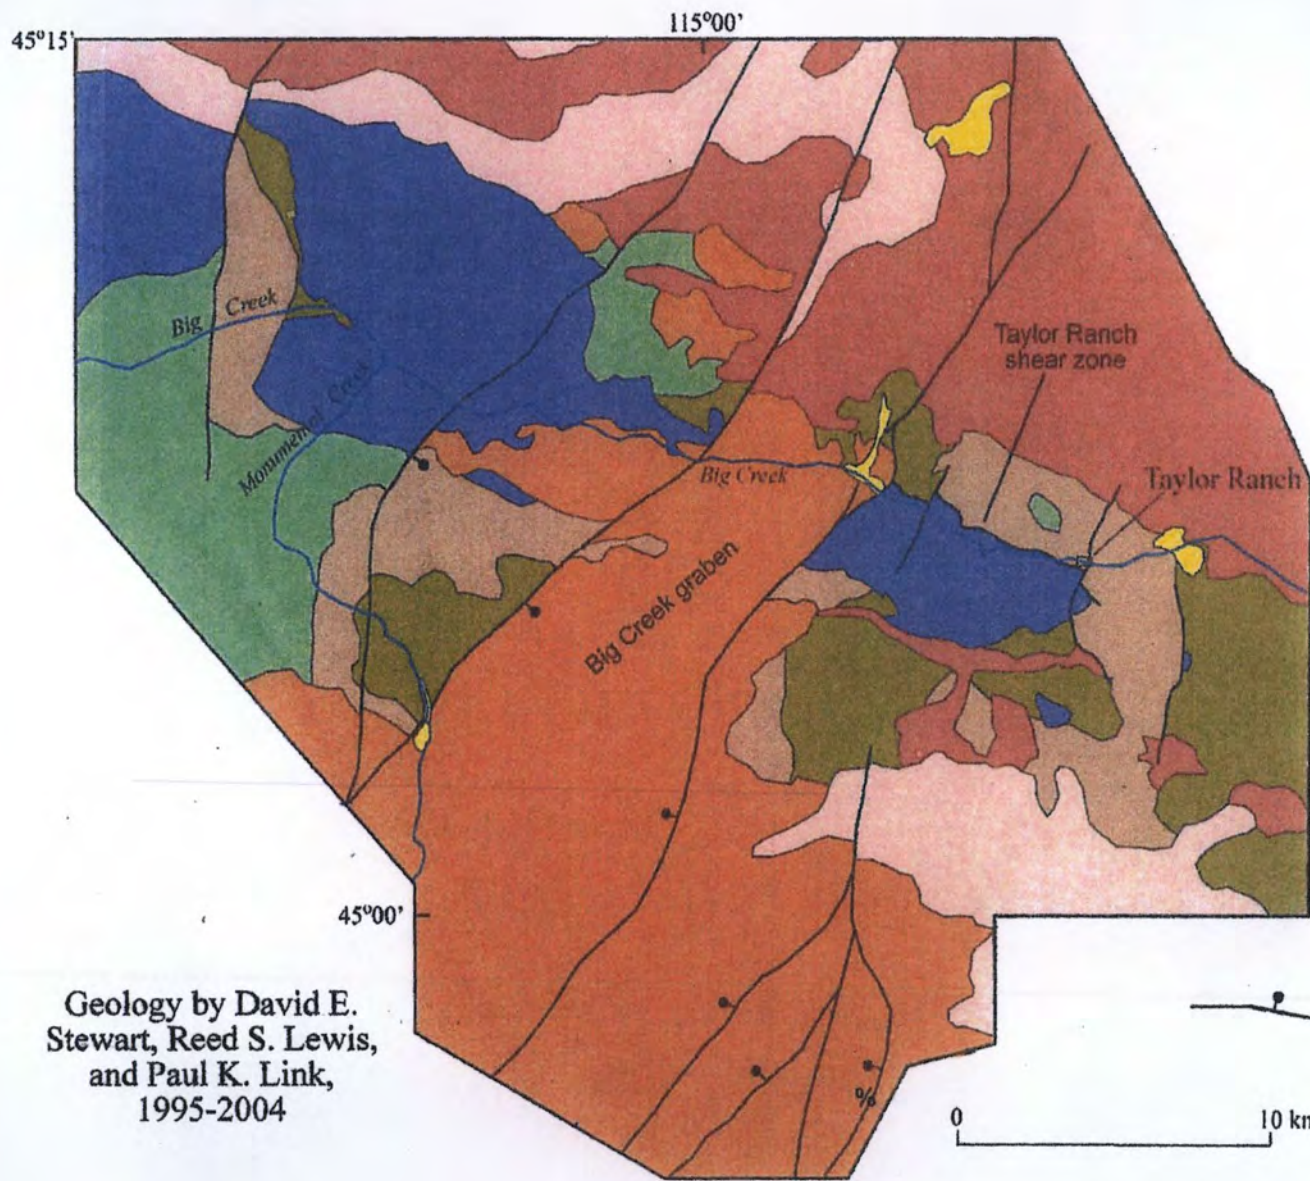 115°00'
45°15'
Big Creek
Monumental Creek
Taylor Ranch
shear zone
Taylor Ranch
Big Creek
Big Creek graben
45°00'
Geology by David E.
Stewart, Reed S. Lewis,
and Paul K. Link,
1995-2004
%
0
10 km